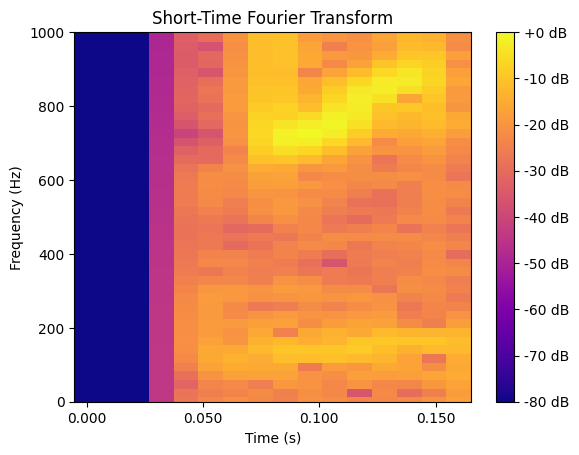 Short-Time Fourier Transform
1000
800
600
400
200
0
Frequency (Hz)
0.000
0.050
0.100
0.150
Time (s)
+0 dB
-10 dB
-20 dB
-30 dB
-40 dB
-50 dB
-60 dB
-70 dB
-80 dB